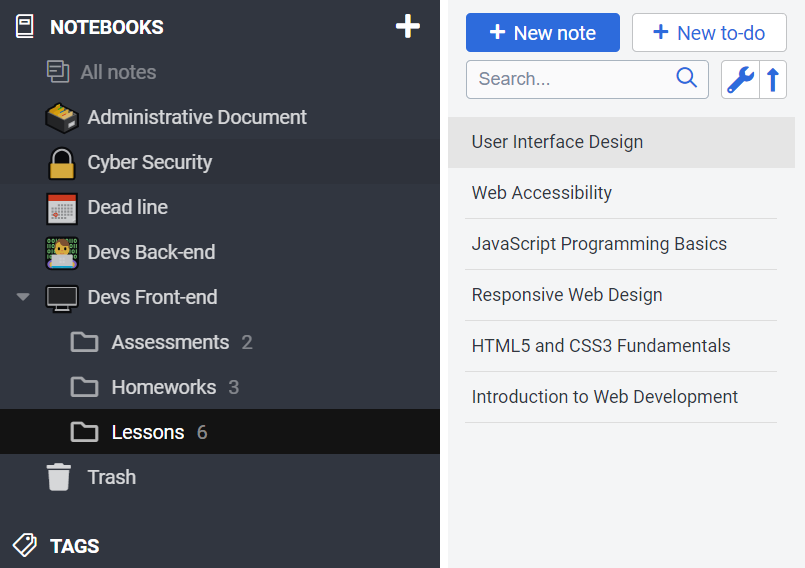 NOTEBOOKS
All notes
Administrative Document
Cyber Security
Dead line
Devs Back-end
Devs Front-end
Assessments 2
Homeworks 3
Lessons 6
Trash
TAGS
New note
New to-do
Search...
User Interface Design
Web Accessibility
JavaScript Programming Basics
Responsive Web Design
HTML5 and CSS3 Fundamentals
Introduction to Web Development